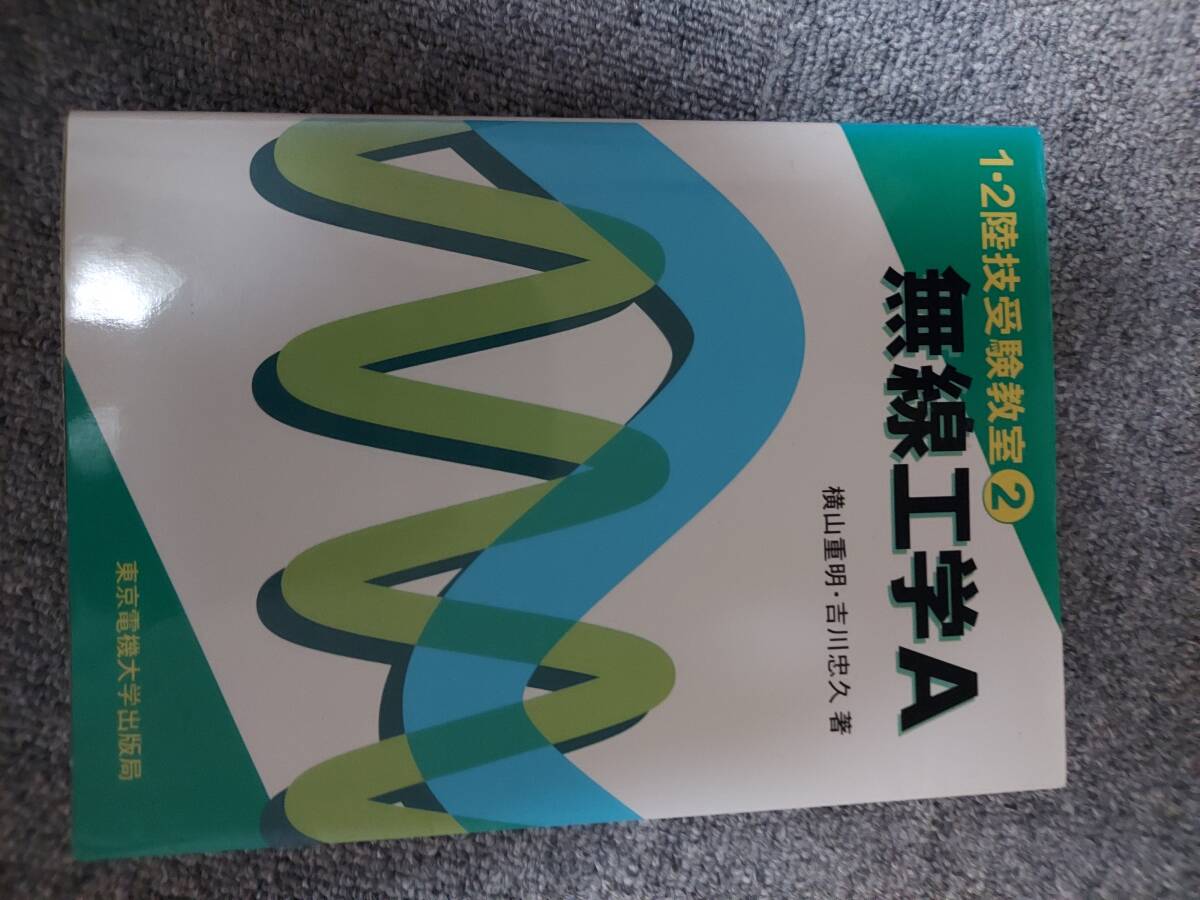 1・2陸技受験教室②
無線工学A
横山重明・吉川忠久 著
東京電機大学出版局